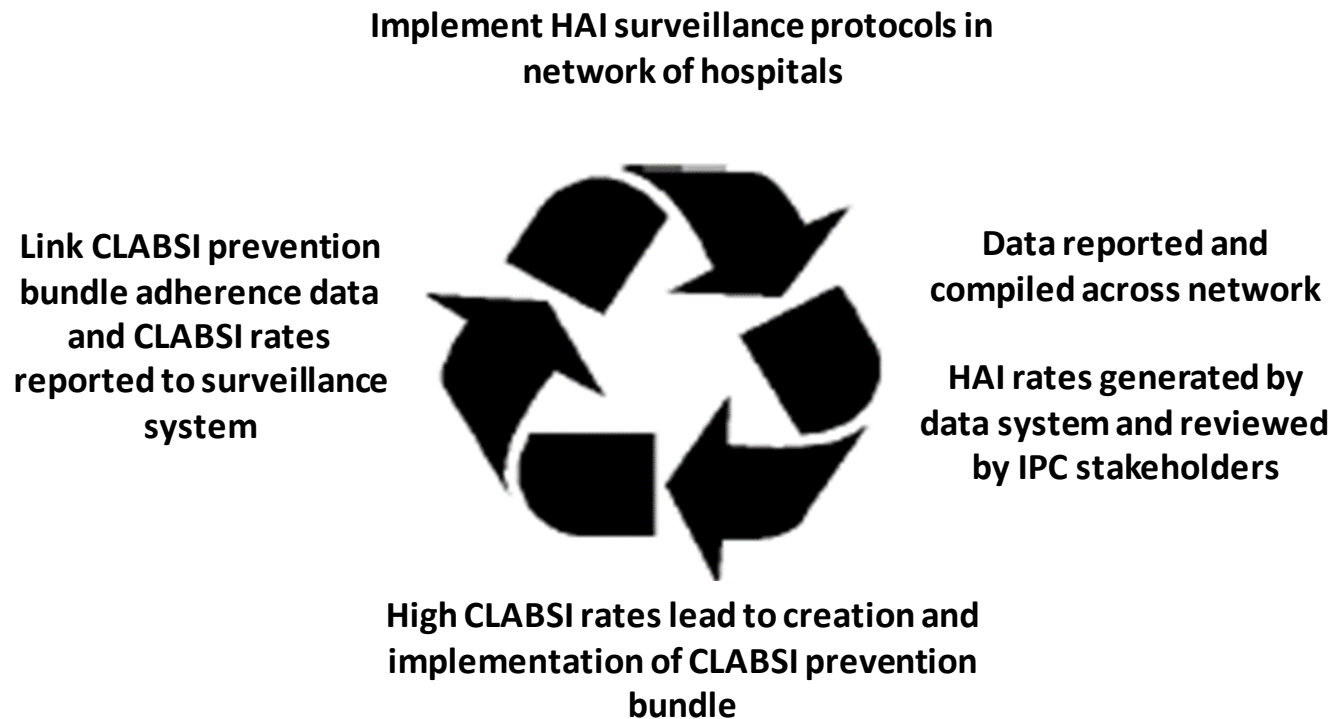 Implement HAI surveillance protocols in
network of hospitals
Link CLABSI prevention
bundle adherence data
and CLABSI rates
reported to surveillance
system
Data reported and
compiled across network
HAI rates generated by
data system and reviewed
by IPC stakeholders
High CLABSI rates lead to creation and
implementation of CLABSI prevention
bundle